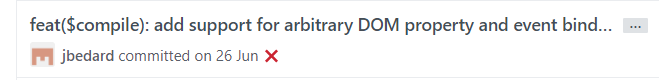 feat($compile): add support for arbitrary DOM property and event bind... ...
jbedard committed on 26 Jun